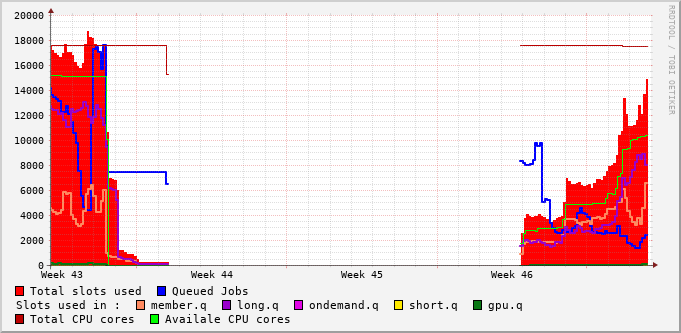 20000
18000
16000
14000
12000
10000
8000
6000
4000
2000
0
Week 43 Week 44 Week 45 Week 46
RRDTOOL / TOBI OETIKER
Total slots used Queued Jobs
Slots used in : member.q long.q ondemand.q short.q gpu.q
Total CPU cores Availale CPU cores